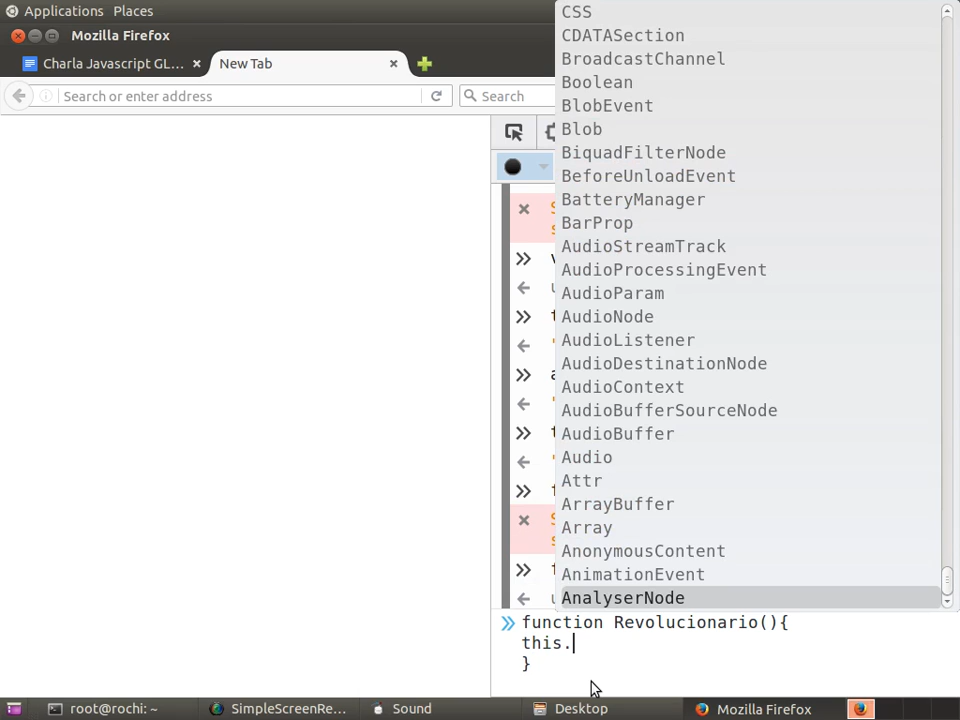 Applications Places
Mozilla Firefox
Charla Javascript GL...
New Tab
Search or enter address
Search
CSS
CDATASection
BroadcastChannel
Boolean
BlobEvent
Blob
BiquadFilterNode
BeforeUnloadEvent
BatteryManager
BarProp
AudioStreamTrack
AudioProcessingEvent
AudioParam
AudioNode
AudioListener
AudioDestinationNode
AudioContext
AudioBufferSourceNode
AudioBuffer
Audio
Attr
ArrayBuffer
Array
AnonymousContent
AnimationEvent
AnalyserNode
function Revolucionario(){
this.
}
root@rochi: ~
SimpleScreenRe...
Sound
Desktop
Mozilla Firefox